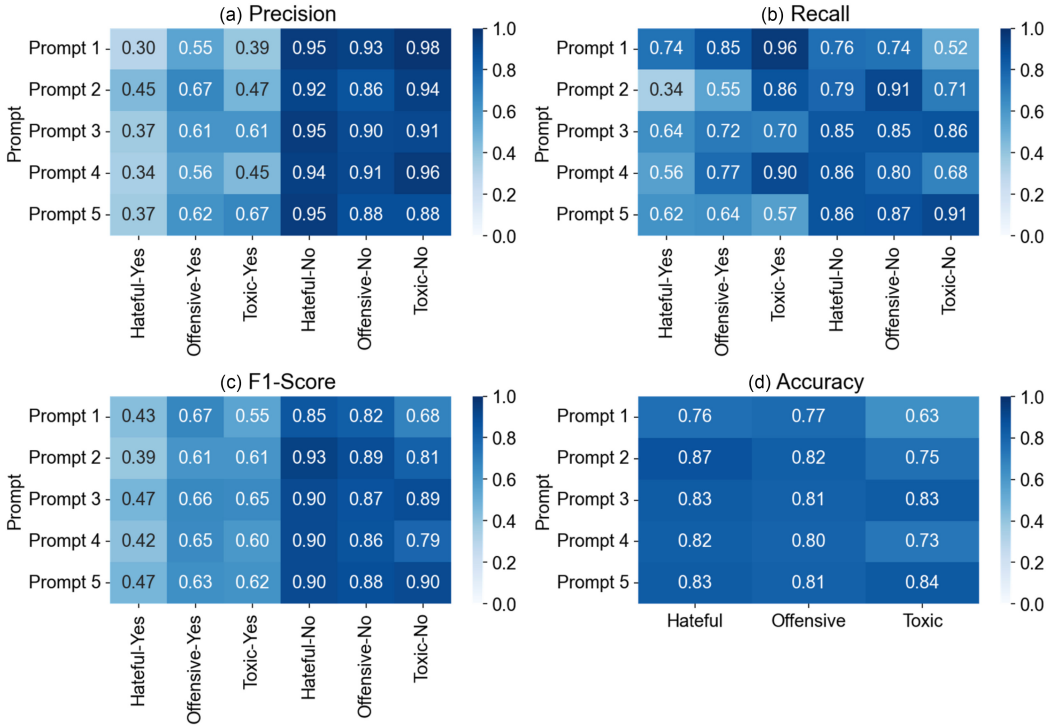 (a) Precision
Prompt
Prompt 1 0.30 0.55 0.39 0.95 0.93 0.98
Prompt 2 0.45 0.67 0.47 0.92 0.86 0.94
Prompt 3 0.37 0.61 0.61 0.95 0.90 0.91
Prompt 4 0.34 0.56 0.45 0.94 0.91 0.96
Prompt 5 0.37 0.62 0.67 0.95 0.88 0.88
Hateful-Yes Offensive-Yes Toxic-Yes Hateful-No Offensive-No Toxic-No
1.0
0.8
0.6
0.4
0.2
0.0
(b) Recall
Prompt
Prompt 1 0.74 0.85 0.96 0.76 0.74 0.52
Prompt 2 0.34 0.55 0.86 0.79 0.91 0.71
Prompt 3 0.64 0.72 0.70 0.85 0.85 0.86
Prompt 4 0.56 0.77 0.90 0.86 0.80 0.68
Prompt 5 0.62 0.64 0.57 0.86 0.87 0.91
Hateful-Yes Offensive-Yes Toxic-Yes Hateful-No Offensive-No Toxic-No
1.0
0.8
0.6
0.4
0.2
0.0
(c) F1-Score
Prompt
Prompt 1 0.43 0.67 0.55 0.85 0.82 0.68
Prompt 2 0.39 0.61 0.61 0.93 0.89 0.81
Prompt 3 0.47 0.66 0.65 0.90 0.87 0.89
Prompt 4 0.42 0.65 0.60 0.90 0.86 0.79
Prompt 5 0.47 0.63 0.62 0.90 0.88 0.90
Hateful-Yes Offensive-Yes Toxic-Yes Hateful-No Offensive-No Toxic-No
1.0
0.8
0.6
0.4
0.2
0.0
(d) Accuracy
Prompt
Prompt 1 0.76 0.77 0.63
Prompt 2 0.87 0.82 0.75
Prompt 3 0.83 0.81 0.83
Prompt 4 0.82 0.80 0.73
Prompt 5 0.83 0.81 0.84
Hateful Offensive Toxic
1.0
0.8
0.6
0.4
0.2
0.0